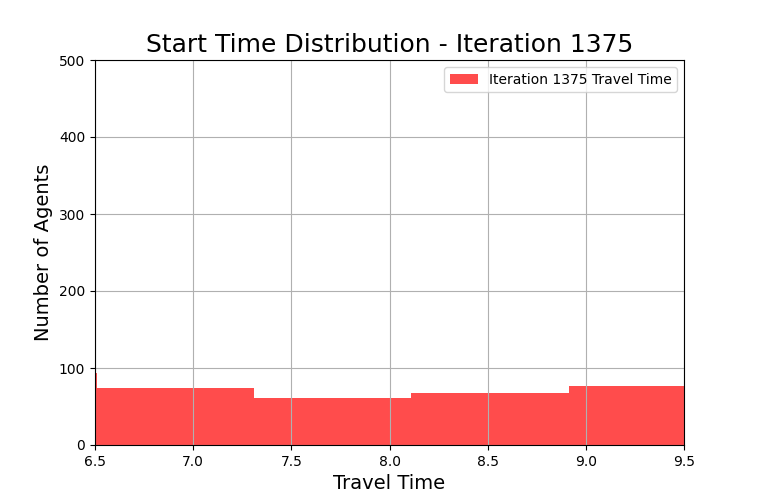 Start Time Distribution - Iteration 1375
Iteration 1375 Travel Time
Number of Agents
500
400
300
200
100
0
6.5 7.0 7.5 8.0 8.5 9.0 9.5
Travel Time